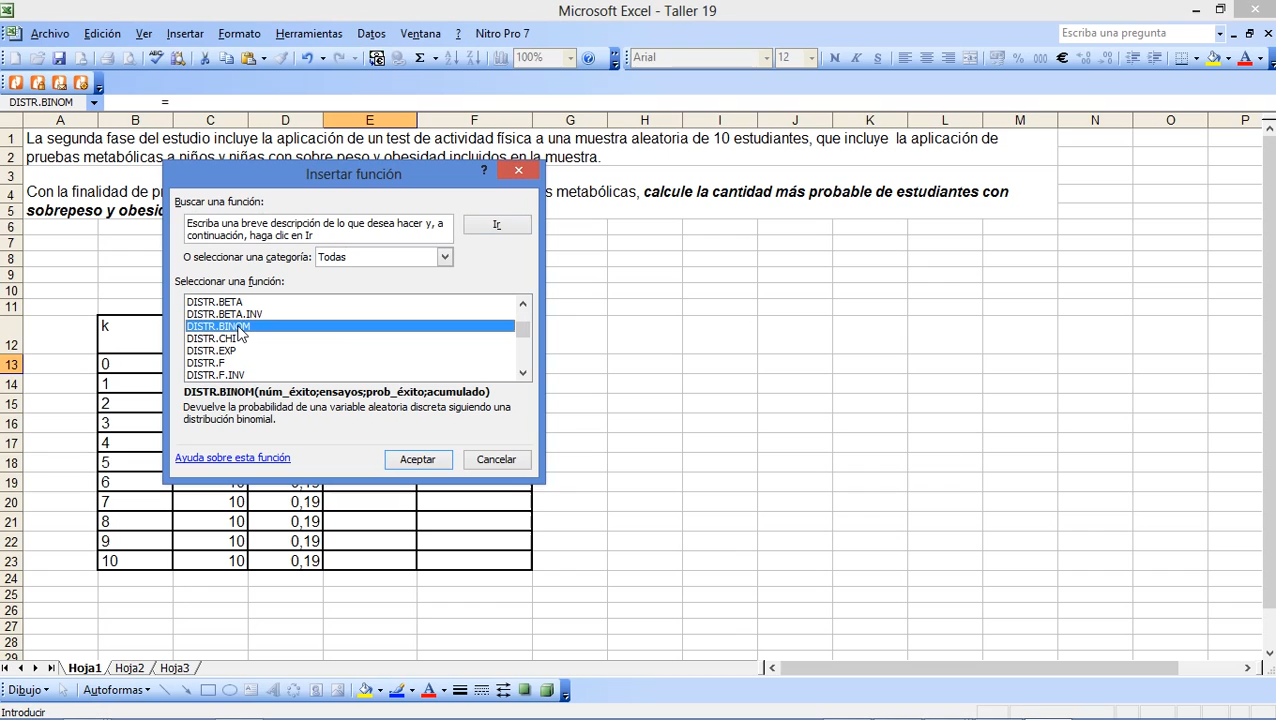 Microsoft Excel - Taller 19
Archivo Edición Ver Insertar Formato Herramientas Datos Ventana ? Nitro Pro 7
Escriba una pregunta
100%
Arial 12 N K S % 000 €
DISTR.BINOM =
A B C D E F G H I J K L M N O P
1 La segunda fase del estudio incluye la aplicación de un test de actividad física a una muestra aleatoria de 10 estudiantes, que incluye la aplicación de
2 pruebas metabólicas a niños y niñas con sobre peso y obesidad incluidos en la muestra.
3
4 Con la finalidad de metabólicas, calcule la cantidad más probable de estudiantes con
5 sobrepeso y
6
7
8
9
10
11
12 k
13 0
14 1
15 2
16 3
17 4
18 5
19 6 10 0,19
20 7 10 0,19
21 8 10 0,19
22 9 10 0,19
23 10 10 0,19
24
25
26
27
28
29
Insertar función
?
Buscar una función:
Escriba una breve descripción de lo que desea hacer y, a
continuación, haga clic en Ir
Ir
O seleccionar una categoría: Todas
Seleccionar una función:
DISTR.BETA
DISTR.BETA.INV
DISTR.BINOM
DISTR.CHI
DISTR.EXP
DISTR.F
DISTR.F.INV
DISTR.BINOM(núm_éxito;ensayos;prob_éxito;acumulado)
Devuelve la probabilidad de una variable aleatoria discreta siguiendo una
distribución binomial.
Ayuda sobre esta función
Aceptar
Cancelar
Hoja1 Hoja2 Hoja3
Dibujo Autoformas
Introducir